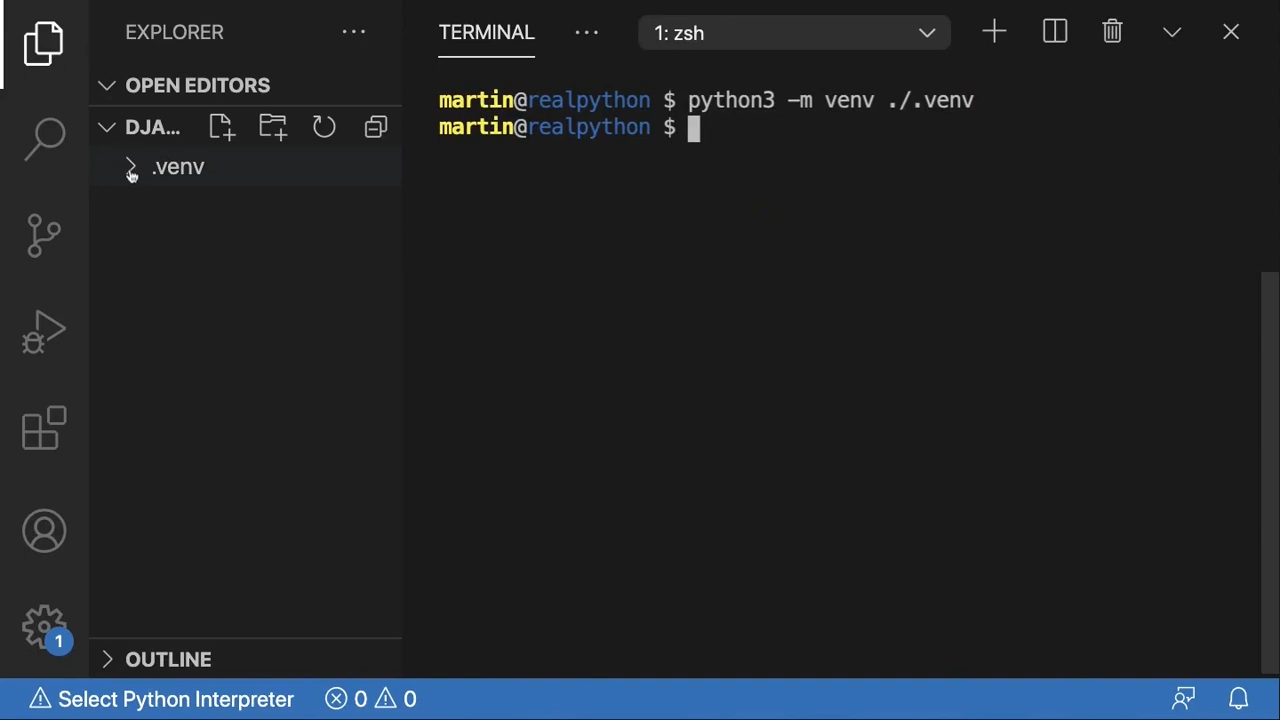 EXPLORER
TERMINAL
1: zsh
OPEN EDITORS
DJA...
.venv
martin@realpython $ python3 -m venv ./.venv
martin@realpython $
1
OUTLINE
Select Python Interpreter
0
0